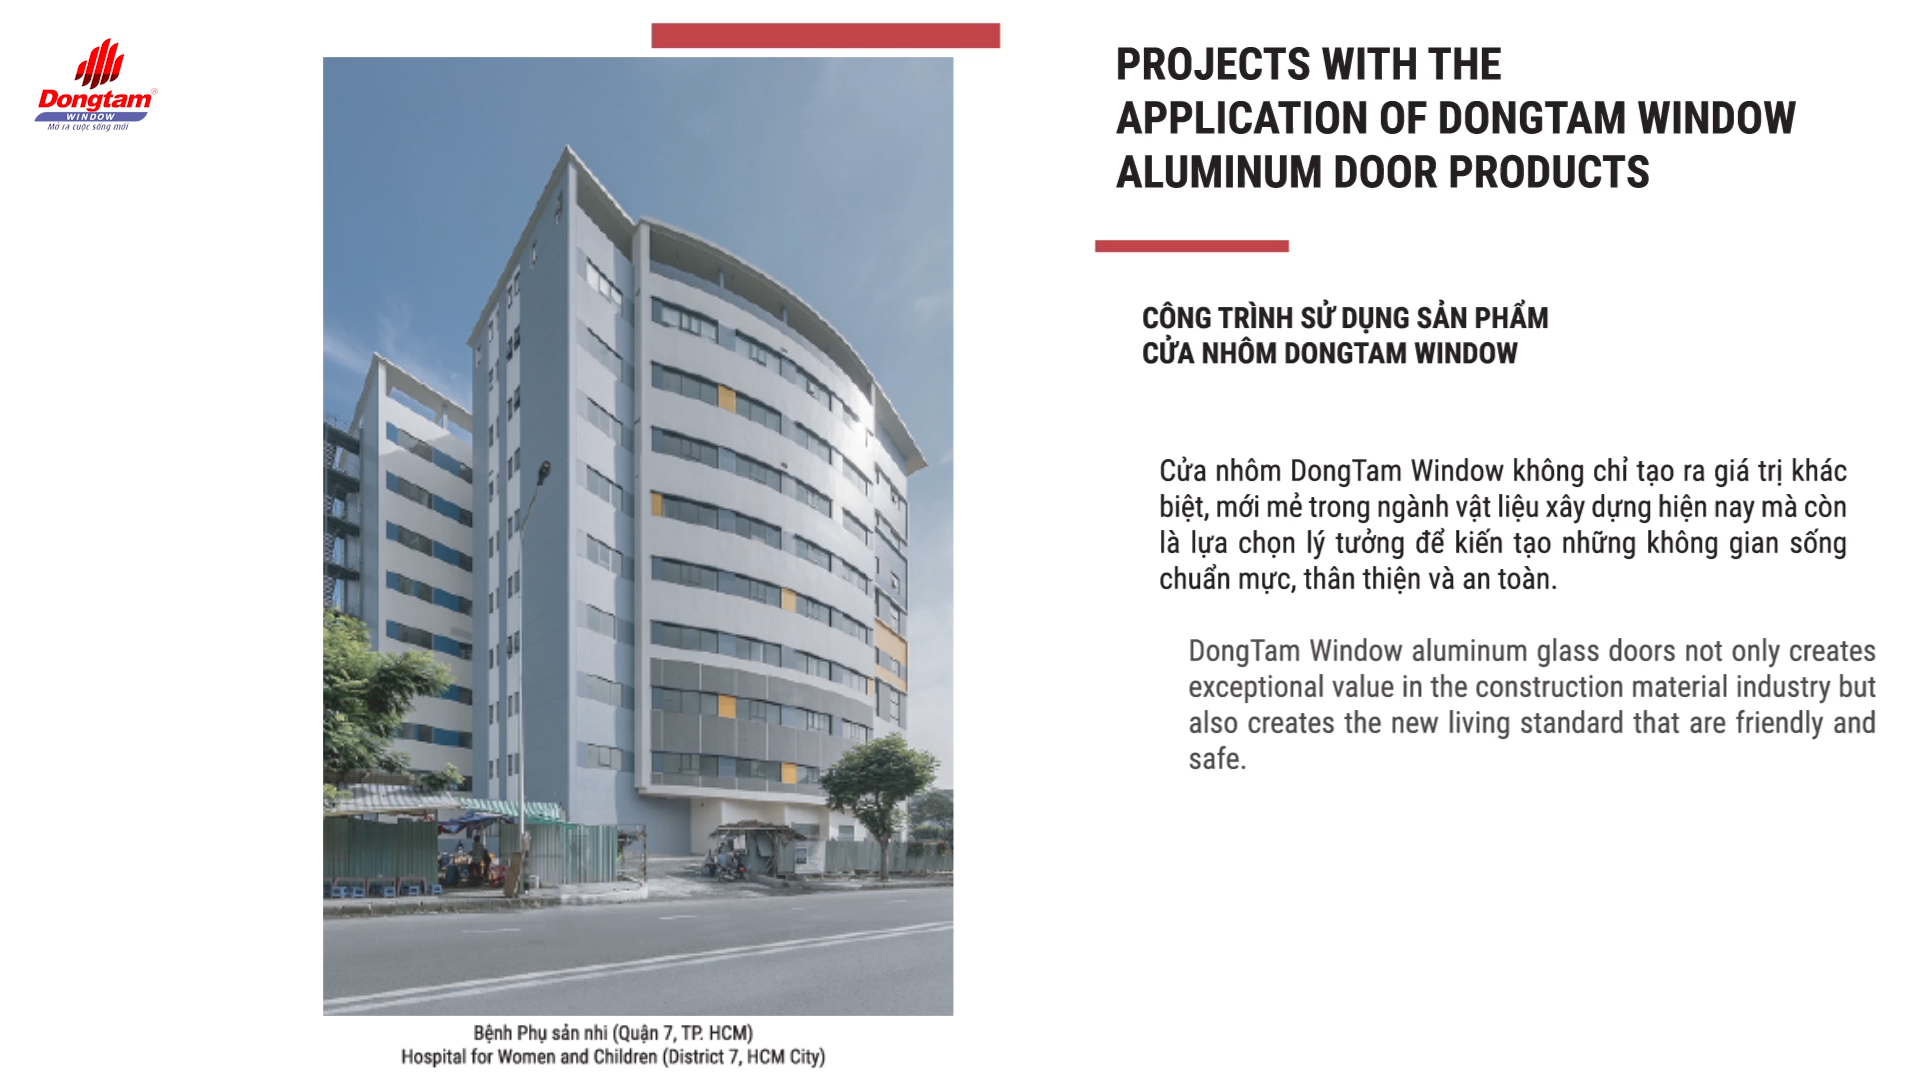 Dongtam®
WINDOW
Mở ra cuộc sống mới
PROJECTS WITH THE
APPLICATION OF DONGTAM WINDOW
ALUMINUM DOOR PRODUCTS
CÔNG TRÌNH SỬ DỤNG SẢN PHẨM
CỬA NHÔM DONGTAM WINDOW
Cửa nhôm DongTam Window không chỉ tạo ra giá trị khác
biệt, mới mẻ trong ngành vật liệu xây dựng hiện nay mà còn
là lựa chọn lý tưởng để kiến tạo những không gian sống
chuẩn mực, thân thiện và an toàn.
DongTam Window aluminum glass doors not only creates
exceptional value in the construction material industry but
also creates the new living standard that are friendly and
safe.
Bệnh Phụ sản nhi (Quận 7, TP. HCM)
Hospital for Women and Children (District 7, HCM City)